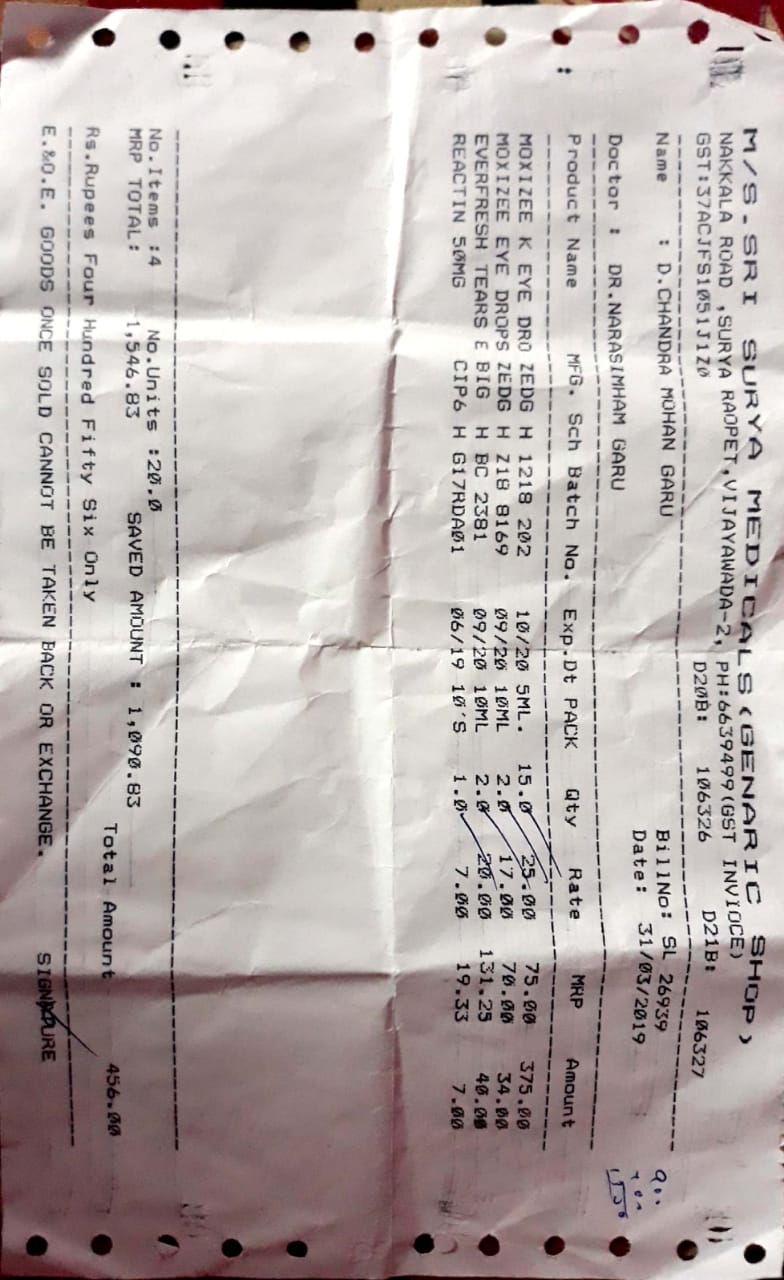 M/S.SRI SURYA MEDICALS(GENARIC SHOP)
NAKKALA ROAD ,SURYA RAOPET,VIJAYAWADA-2, PH:6639499(GST INVIOCE)
GST:37ACJFS1051J1Z0 D20B: 106326 D21B: 106327
Name : D.CHANDRA MOHAN GARU BillNo: SL 26939
Date: 31/03/2019
Doctor : DR.NARASIMHAM GARU
Product Name MFG. Sch Batch No. Exp.Dt PACK Qty Rate MRP Amount
MOXIZEE K EYE DRO ZEDG H 1218 202 10/20 5ML. 15.0 25.00 75.00 375.00
MOXIZEE EYE DROPS ZEDG H Z18 8169 09/20 10ML 2.0 17.00 70.00 34.00
EVERFRESH TEARS E BIG H BC 2381 09/20 10ML 2.0 20.00 131.25 40.00
REACTIN 50MG CIP6 H G17RDA01 06/19 10'S 1.0 7.00 19.33 7.00
No.Items :4 No.Units :20.0
MRP TOTAL: 1,546.83 SAVED AMOUNT : 1,090.83
Total Amount 456.00
Rs.Rupees Four Hundred Fifty Six Only
E.&O.E. GOODS ONCE SOLD CANNOT BE TAKEN BACK OR EXCHANGE. SIGNATURE